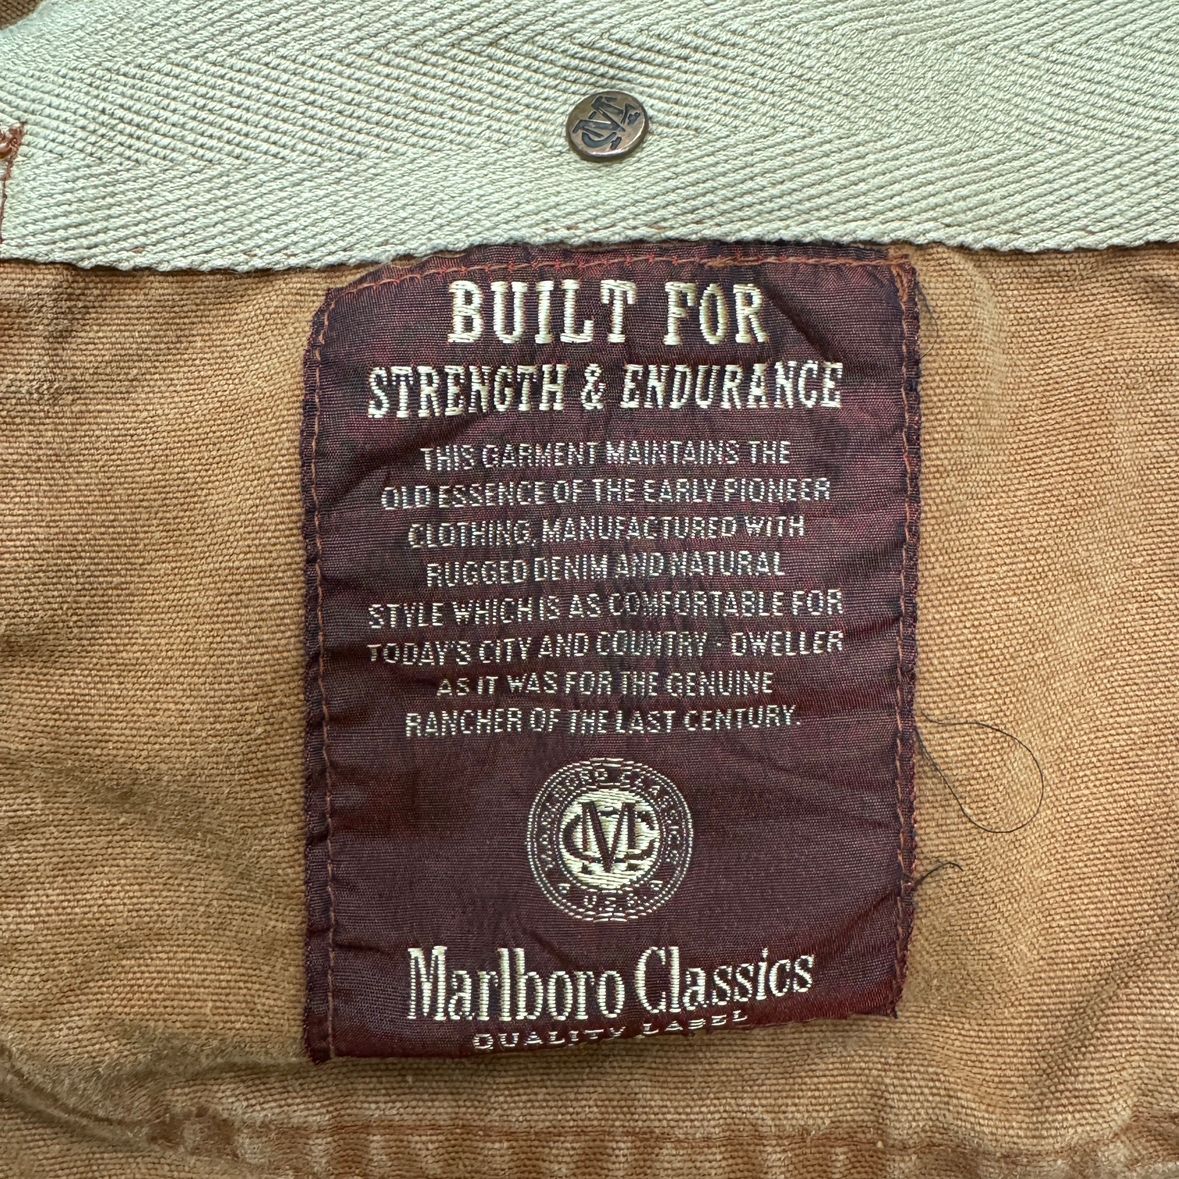 BUILT FOR
STRENGTH & ENDURANCE
THIS GARMENT MAINTAINS THE
OLD ESSENCE OF THE EARLY PIONEER
CLOTHING, MANUFACTURED WITH
RUGGED DENIM AND NATURAL
STYLE WHICH IS AS COMFORTABLE FOR
TODAY'S CITY AND COUNTRY - DWELLER
AS IT WAS FOR THE GENUINE
RANCHER OF THE LAST CENTURY.
MARLBORO CLASSICS
MC
U.S.A
Marlboro Classics
QUALITY LABEL